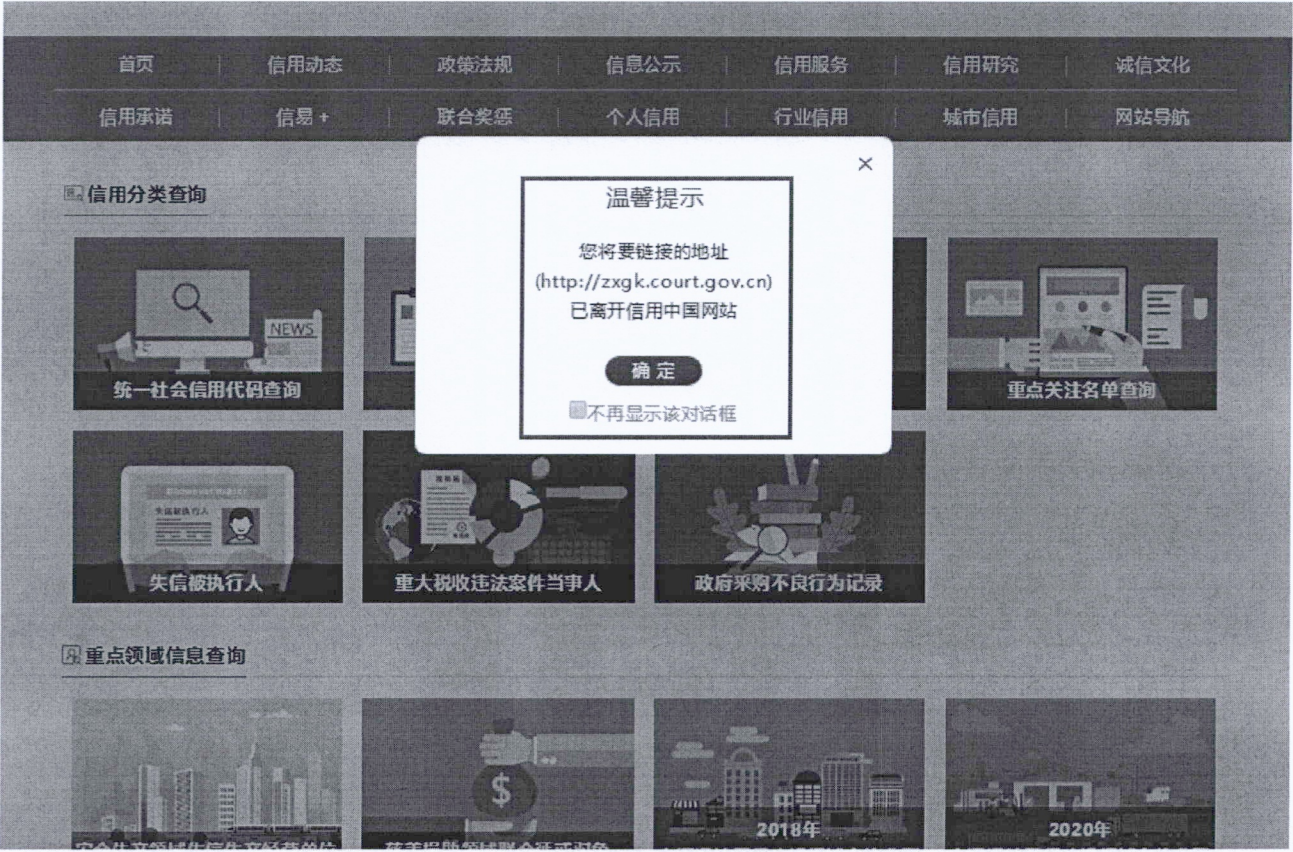 首页 信用动态 政策法规 信息公示 信用服务 信用研究 诚信文化
信用承诺 信易+ 联合奖惩 个人信用 行业信用 城市信用 网站导航
×
信用分类查询
温馨提示
您将要链接的地址
(http://zxgk.court.gov.cn)
已离开信用中国网站
确定
不再显示该对话框
NEWS
统一社会信用代码查询
重点关注名单查询
失信被执行人
失信被执行人
重大税收违法案件当事人
政府采购不良行为记录
重点领域信息查询
$
2018年
2020年